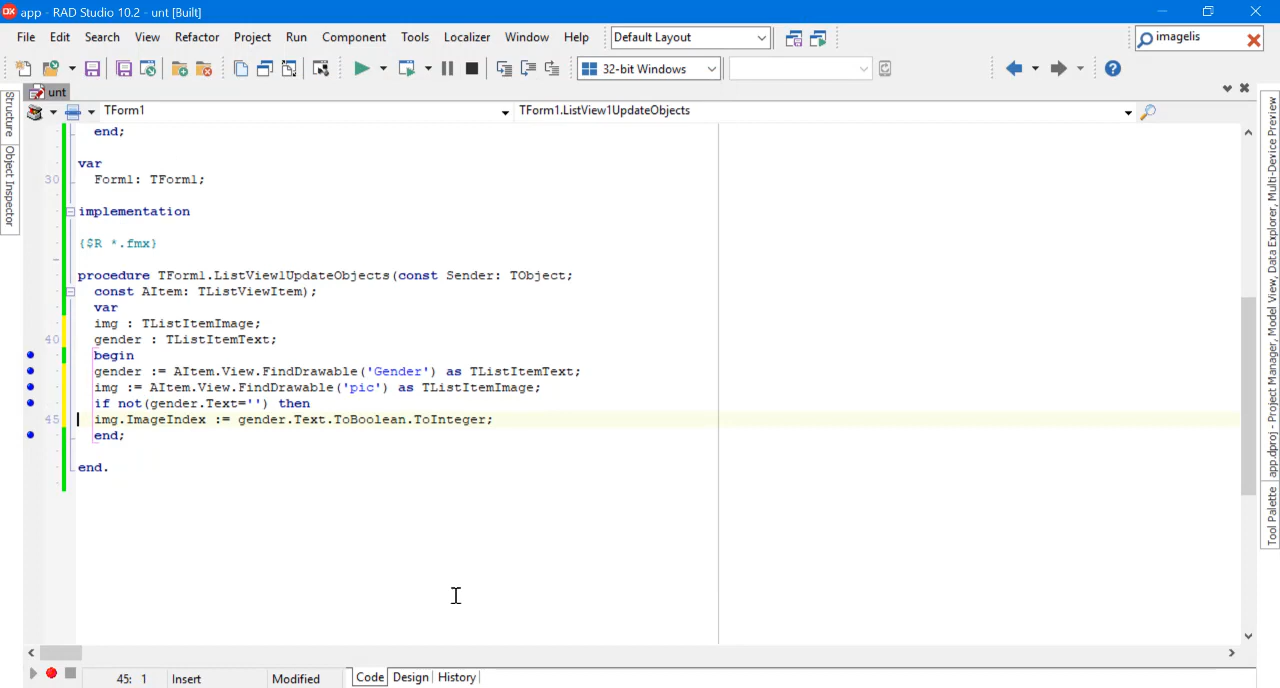 app - RAD Studio 10.2 - unt [Built]
File Edit Search View Refactor Project Run Component Tools Localizer Window Help
Default Layout
imagelis
32-bit Windows
unt
TForm1
TForm1.ListView1UpdateObjects
end;
var
30
Form1: TForm1;
implementation
{$R *.fmx}
procedure TForm1.ListView1UpdateObjects(const Sender: TObject;
const AItem: TListViewItem);
var
img : TListItemImage;
40
gender : TListItemText;
begin
gender := AItem.View.FindDrawable('Gender') as TListItemText;
img := AItem.View.FindDrawable('pic') as TListItemImage;
if not(gender.Text='') then
45
img.ImageIndex := gender.Text.ToBoolean.ToInteger;
end;
end.
Structure
Object Inspector
app.dproj - Project Manager, Model View, Data Explorer, Multi-Device Preview
Tool Palette
45: 1
Insert
Modified
Code
Design
History